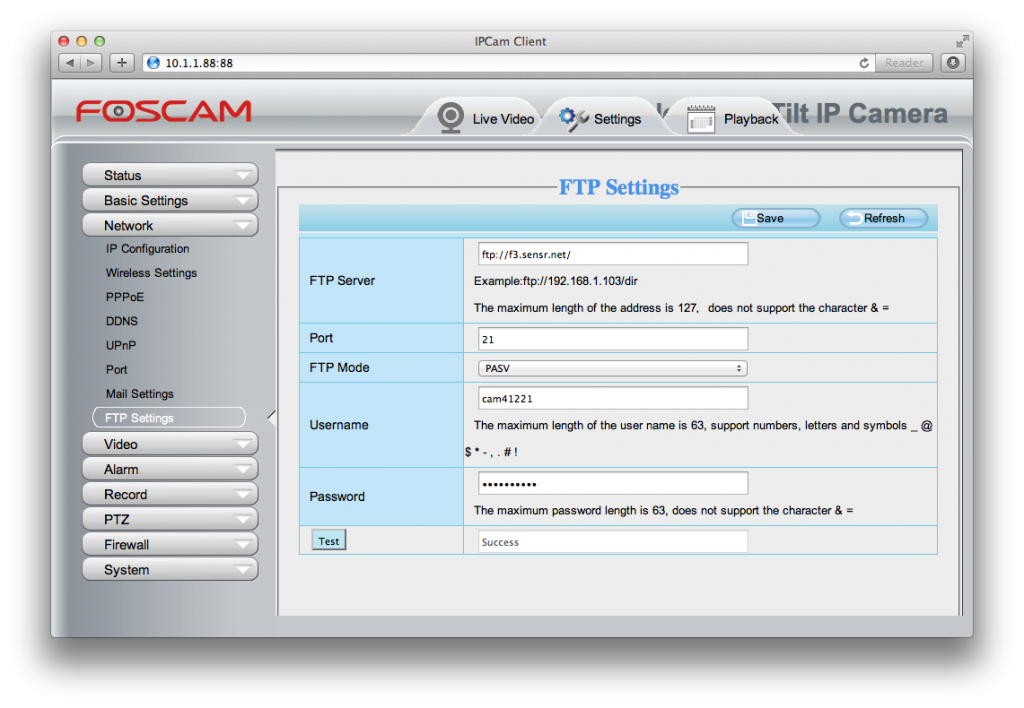 IPCam Client
10.1.1.88:88
Reader
FOSCAM
Live Video
Settings
Playback
Tilt IP Camera
Status
Basic Settings
Network
IP Configuration
Wireless Settings
PPPoE
DDNS
UPnP
Port
Mail Settings
FTP Settings
Video
Alarm
Record
PTZ
Firewall
System
FTP Settings
Save
Refresh
FTP Server
ftp://f3.sensr.net/
Example:ftp://192.168.1.103/dir
The maximum length of the address is 127, does not support the character & =
Port
21
FTP Mode
PASV
Username
cam41221
The maximum length of the user name is 63, support numbers, letters and symbols _ @
$ * - , . # !
Password
••••••••••
The maximum password length is 63, does not support the character & =
Test
Success